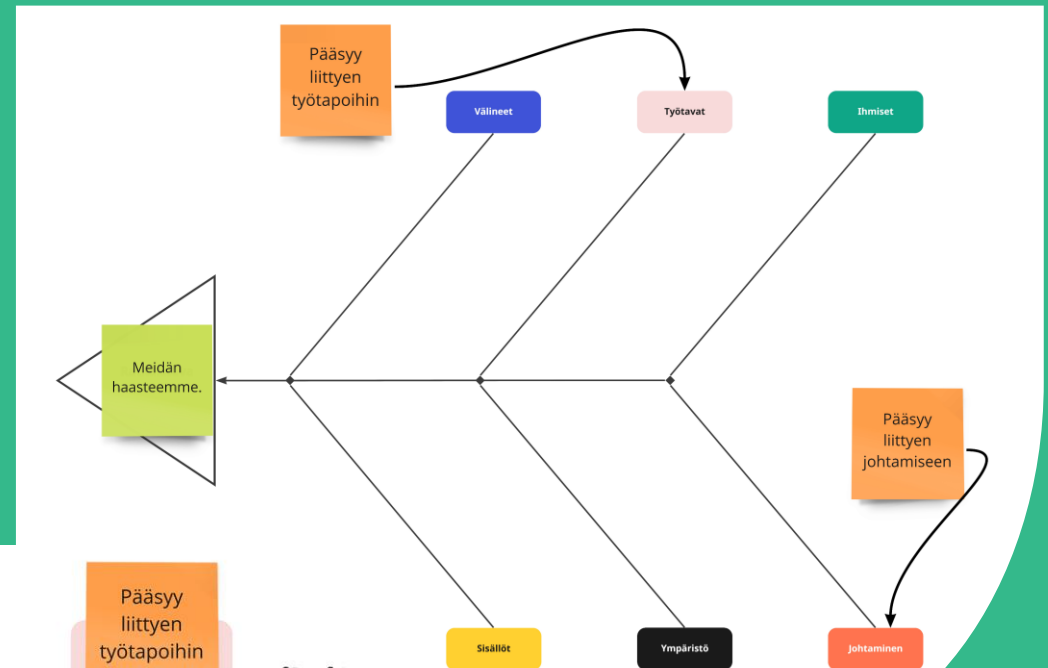 Pääsyy
liittyen
työtapoihin
Välineet
Työtavat
Ihmiset
Meidän
haasteemme.
Pääsyy
liittyen
johtamiseen
Pääsyy
liittyen
työtapoihin
Sisällöt
Ympäristö
Johtaminen